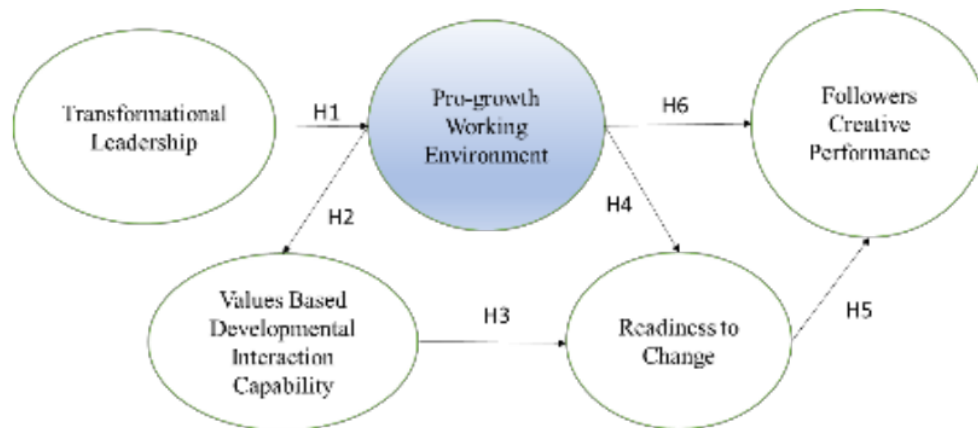 Transformational
Leadership
H1
Pro-growth
Working
Environment
H6
Followers
Creative
Performance
H2
H4
Values Based
Developmental
Interaction
Capability
H3
Readiness to
Change
H5